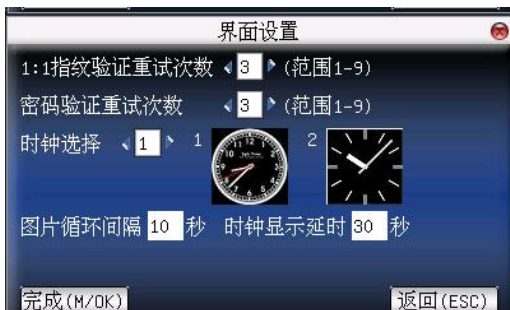 界面设置
1:1指纹验证重试次数 3 (范围1-9)
密码验证重试次数 3 (范围1-9)
时钟选择 1 1 2
图片循环间隔 10 秒 时钟显示延时 30 秒
完成(M/OK) 返回(ESC)